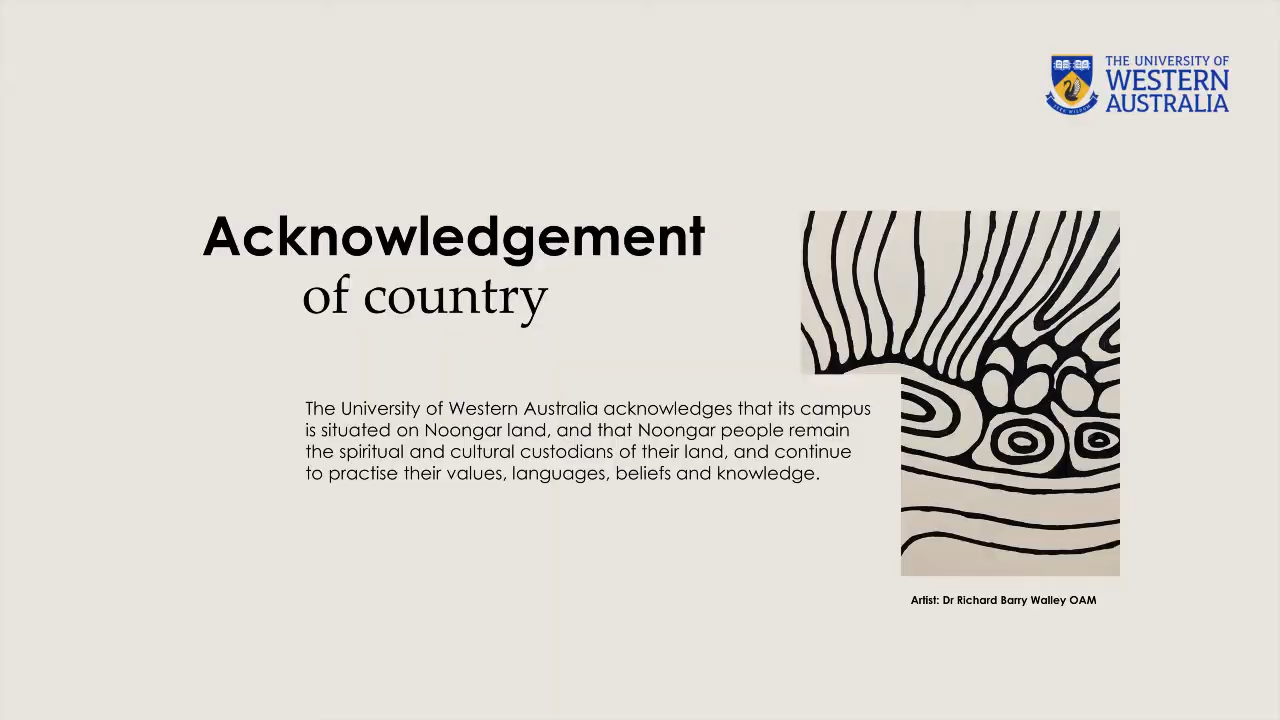 THE UNIVERSITY OF
WESTERN
AUSTRALIA
Acknowledgement
of country
The University of Western Australia acknowledges that its campus
is situated on Noongar land, and that Noongar people remain
the spiritual and cultural custodians of their land, and continue
to practise their values, languages, beliefs and knowledge.
Artist: Dr Richard Barry Walley OAM